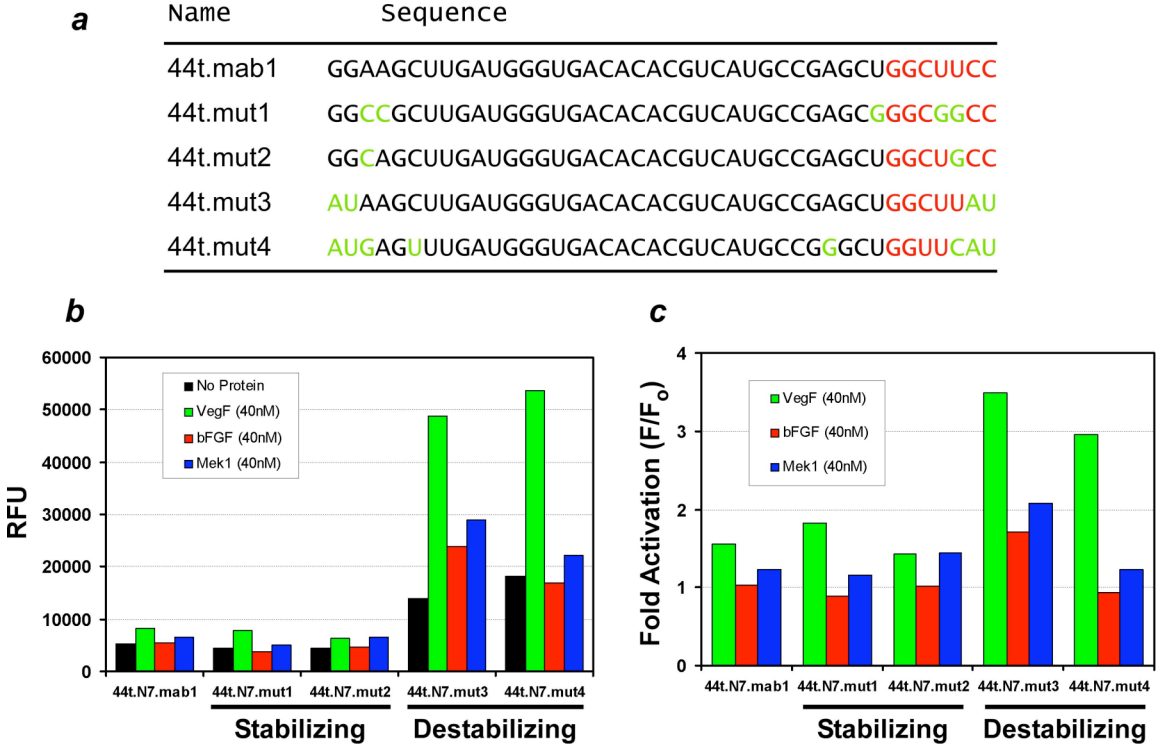 a
Name Sequence
44t.mab1 GGAAGCUUGAUGGGUGACACACGUCAUGCCGAGCUGGCUUCC
44t.mut1 GGCCGCUUGAUGGGUGACACACGUCAUGCCGAGCGGGCGGCC
44t.mut2 GGCAGCUUGAUGGGUGACACACGUCAUGCCGAGCUGGCUGCC
44t.mut3 AUAAGCUUGAUGGGUGACACACGUCAUGCCGAGCUGGCUUAU
44t.mut4 AUGAGUUUGAUGGGUGACACACGUCAUGCCGGGCUGGUUCAU
b
RFU
60000
50000
40000
30000
20000
10000
0
No Protein
VegF (40nM)
bFGF (40nM)
Mek1 (40nM)
44t.N7.mab1 44t.N7.mut1 44t.N7.mut2 44t.N7.mut3 44t.N7.mut4
Stabilizing Destabilizing
c
Fold Activation (F/Fo)
4
3
2
1
0
VegF (40nM)
bFGF (40nM)
Mek1 (40nM)
44t.N7.mab1 44t.N7.mut1 44t.N7.mut2 44t.N7.mut3 44t.N7.mut4
Stabilizing Destabilizing